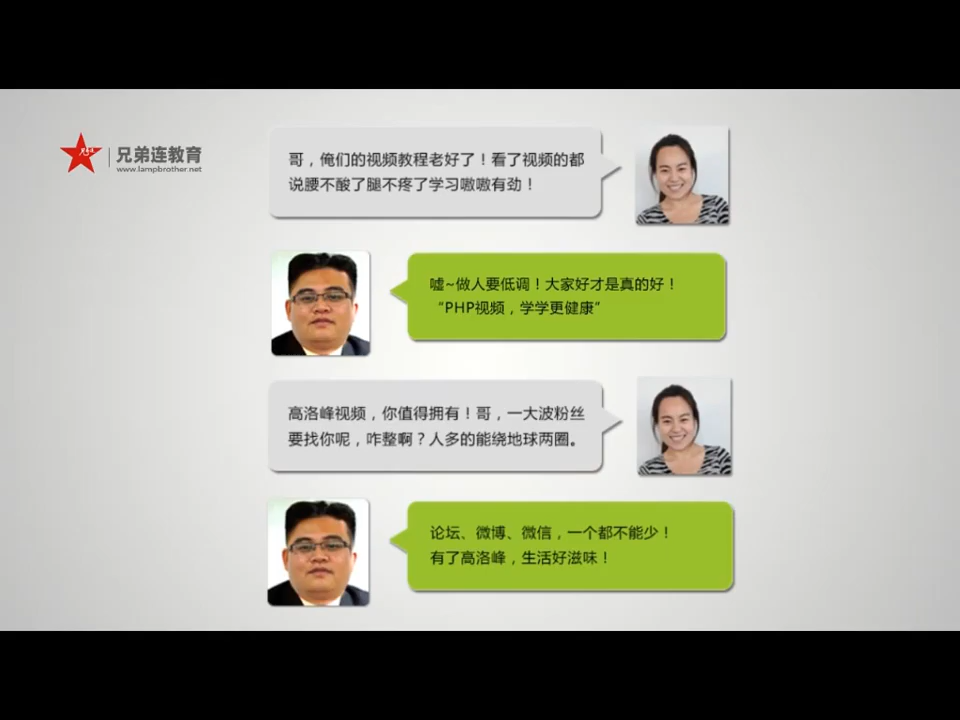 兄弟连教育
www.lampbrother.net
哥，俺们的视频教程老好了！看了视频的都
说腰不酸了腿不疼了学习嗷嗷有劲！
嘘~做人要低调！大家好才是真的好！
“PHP视频，学学更健康”
高洛峰视频，你值得拥有！哥，一大波粉丝
要找你呢，咋整啊？人多的能绕地球两圈。
论坛、微博、微信，一个都不能少！
有了高洛峰，生活好滋味！